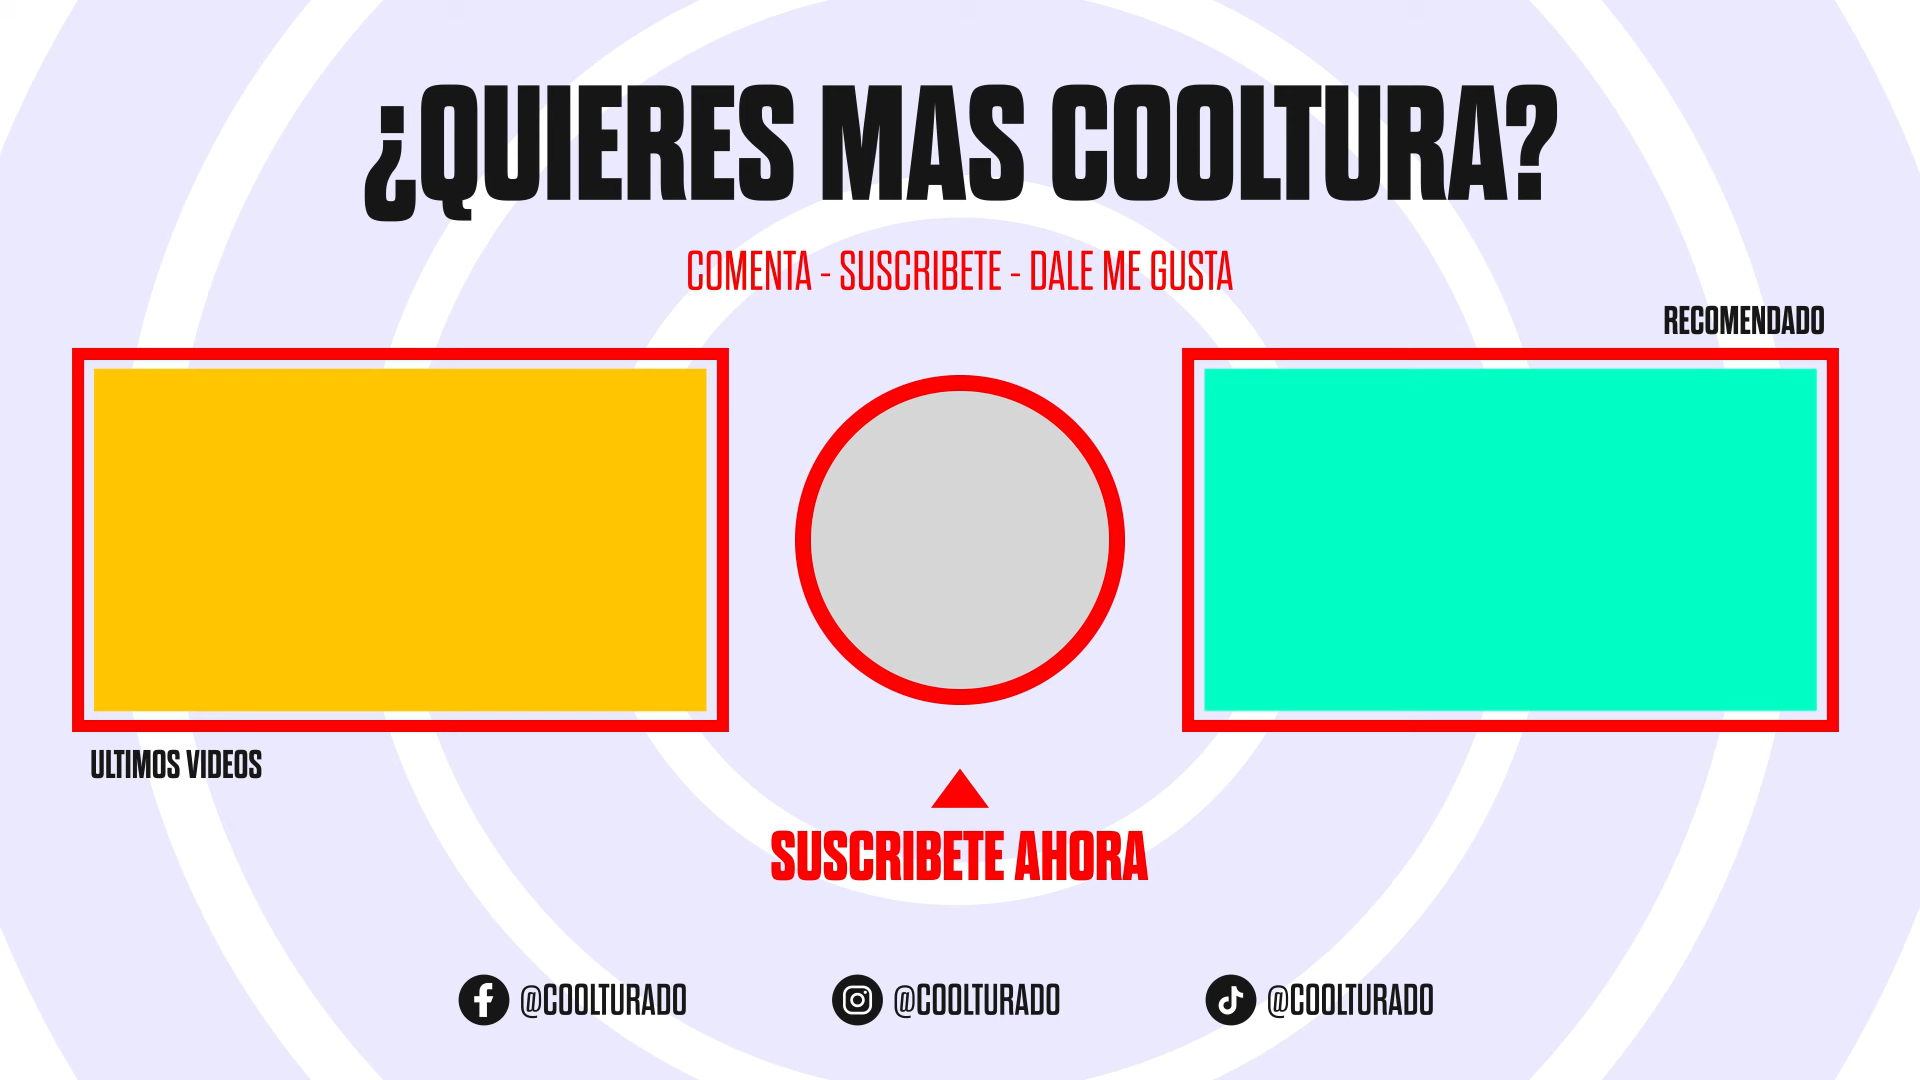 ¿QUIERES MAS COOLTURA?
COMENTA - SUSCRIBETE - DALE ME GUSTA
RECOMENDADO
ULTIMOS VIDEOS
SUSCRIBETE AHORA
@COOLTURADO
@COOLTURADO
@COOLTURADO